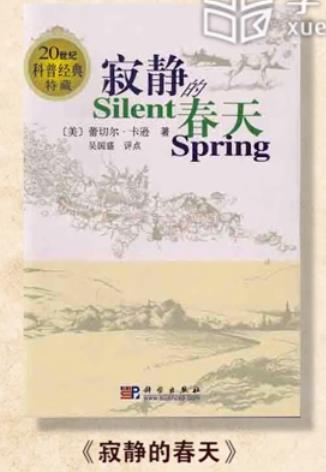 20世纪
科普经典
特藏
寂静的
Silent 春天
Spring
〔美〕蕾切尔·卡逊 著
吴国盛 评点
科学出版社
《寂静的春天》
xue